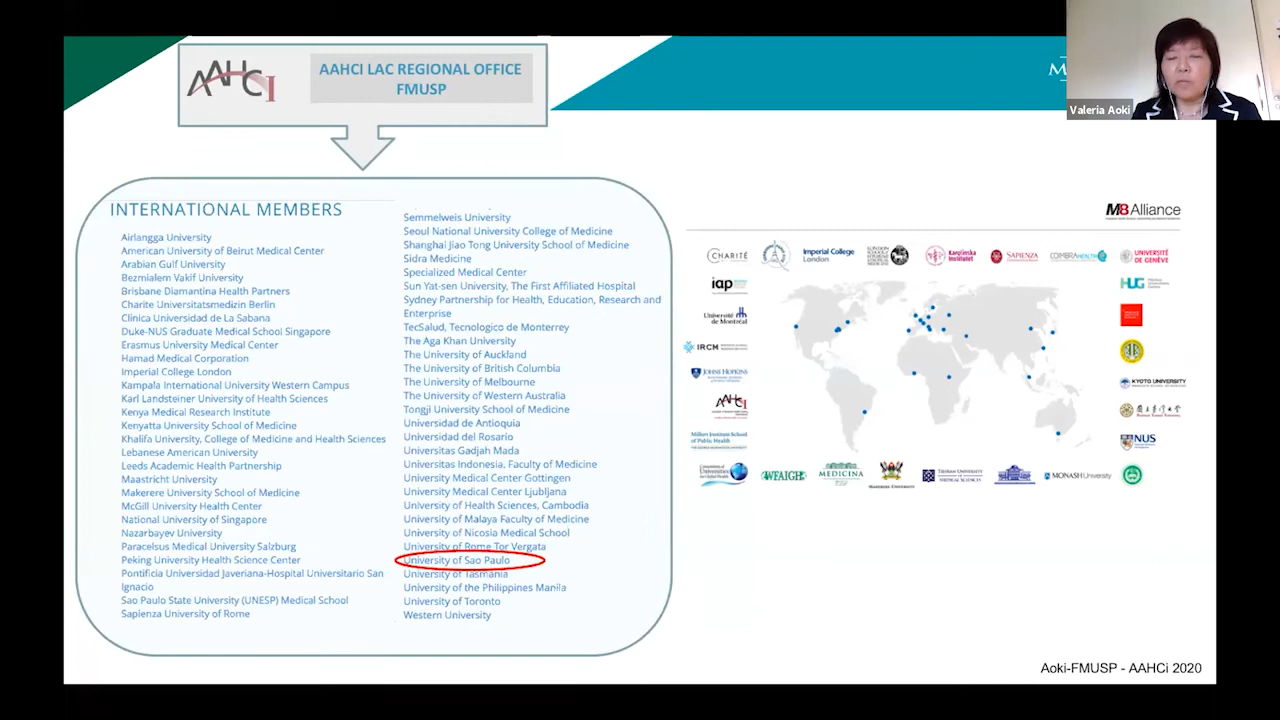 AAHCI
AAHCI LAC REGIONAL OFFICE
FMUSP
Valeria Aoki
INTERNATIONAL MEMBERS
Airlangga University
American University of Beirut Medical Center
Arabian Gulf University
Bezmialem Vakif University
Brisbane Diamantina Health Partners
Charite Universitatsmedizin Berlin
Clinica Universidad de La Sabana
Duke-NUS Graduate Medical School Singapore
Erasmus University Medical Center
Hamad Medical Corporation
Imperial College London
Kampala International University Western Campus
Karl Landsteiner University of Health Sciences
Kenya Medical Research Institute
Kenyatta University School of Medicine
Khalifa University, College of Medicine and Health Sciences
Lebanese American University
Leeds Academic Health Partnership
Maastricht University
Makerere University School of Medicine
McGill University Health Center
National University of Singapore
Nazarbayev University
Paracelsus Medical University Salzburg
Peking University Health Science Center
Pontificia Universidad Javeriana-Hospital Universitario San
Ignacio
Sao Paulo State University (UNESP) Medical School
Sapienza University of Rome
Semmelweis University
Seoul National University College of Medicine
Shanghai Jiao Tong University School of Medicine
Sidra Medicine
Specialized Medical Center
Sun Yat-sen University, The First Affiliated Hospital
Sydney Partnership for Health, Education, Research and
Enterprise
TecSalud, Tecnologico de Monterrey
The Aga Khan University
The University of Auckland
The University of British Columbia
The University of Melbourne
The University of Western Australia
Tongji University School of Medicine
Universidad de Antioquia
Universidad del Rosario
Universitas Gadjah Mada
Universitas Indonesia, Faculty of Medicine
University Medical Center Gottingen
University Medical Center Ljubljana
University of Health Sciences, Cambodia
University of Malaya Faculty of Medicine
University of Nicosia Medical School
University of Rome Tor Vergata
University of Sao Paulo
University of Tasmania
University of the Philippines Manila
University of Toronto
Western University
M8 Alliance
CHARITÉ
Imperial College
London
Karolinska
Institutet
SAPIENZA
COIMBRAHEALTH
UNIVERSITÉ
DE GENÈVE
iap
HUG
Université
de Montréal
IRCM
JOHNS HOPKINS
KYOTO UNIVERSITY
AAHCI
Milken Institute School
of Public Health
NUS
WFAIGH
MEDICINA
MAKERERE UNIVERSITY
TEHRAN UNIVERSITY
OF MEDICAL SCIENCES
MONASH University
Aoki-FMUSP - AAHCi 2020